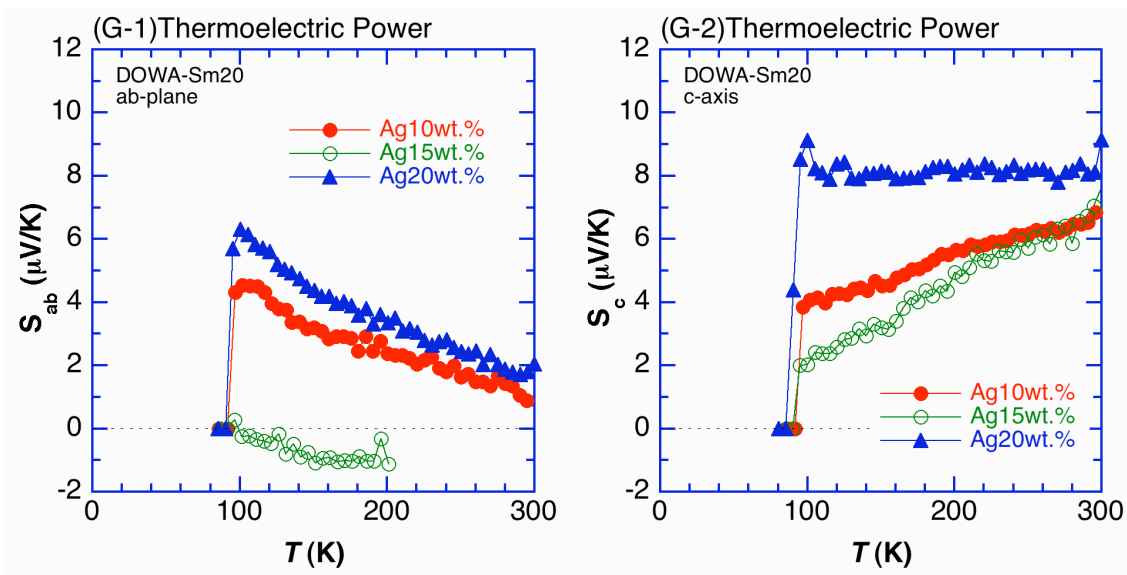 (G-1)Thermoelectric Power
12
10
8
6
4
2
0
-2
DOWA-Sm20
ab-plane
Ag10wt.%
Ag15wt.%
Ag20wt.%
S_ab (μV/K)
0
100
200
300
T (K)
(G-2)Thermoelectric Power
12
10
8
6
4
2
0
-2
DOWA-Sm20
c-axis
Ag10wt.%
Ag15wt.%
Ag20wt.%
S_c (μV/K)
0
100
200
300
T (K)